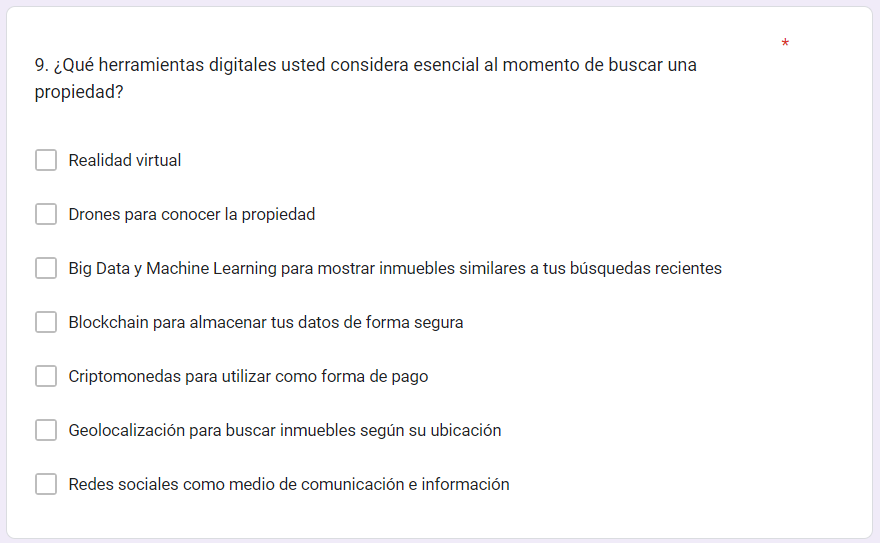 9. ¿Qué herramientas digitales usted considera esencial al momento de buscar una
propiedad?
*
Realidad virtual
Drones para conocer la propiedad
Big Data y Machine Learning para mostrar inmuebles similares a tus búsquedas recientes
Blockchain para almacenar tus datos de forma segura
Criptomonedas para utilizar como forma de pago
Geolocalización para buscar inmuebles según su ubicación
Redes sociales como medio de comunicación e información